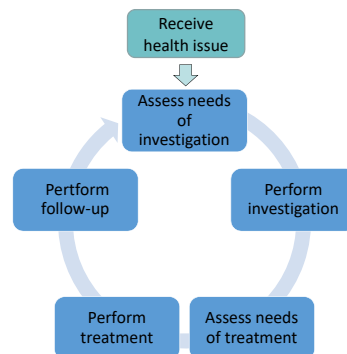 Receive
health issue
Assess needs
of
investigation
Perform
investigation
Assess needs
of treatment
Perform
treatment
Pertform
follow-up